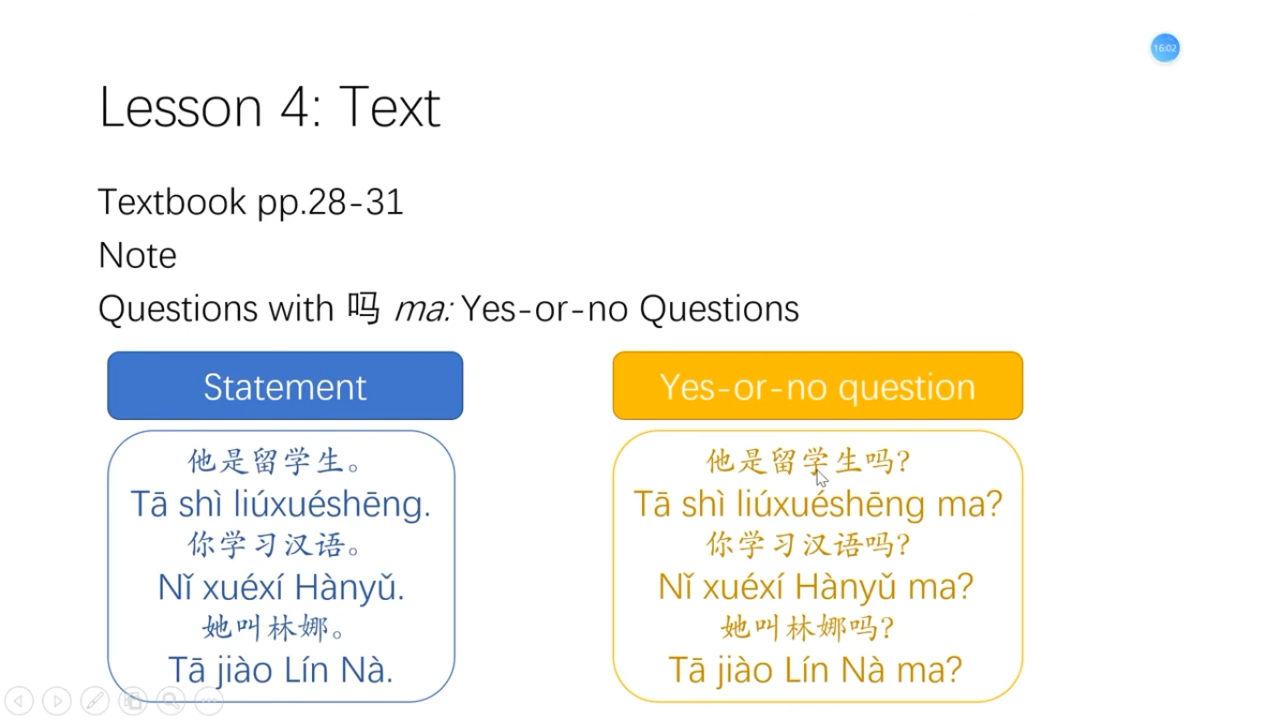 16:02
Lesson 4: Text
Textbook pp.28-31
Note
Questions with 吗 ma: Yes-or-no Questions
Statement
他是留学生。
Tā shì liúxuéshēng.
你学习汉语。
Nǐ xuéxí Hànyǔ.
她叫林娜。
Tā jiào Lín Nà.
Yes-or-no question
他是留学生吗?
Tā shì liúxuéshēng ma?
你学习汉语吗?
Nǐ xuéxí Hànyǔ ma?
她叫林娜吗?
Tā jiào Lín Nà ma?